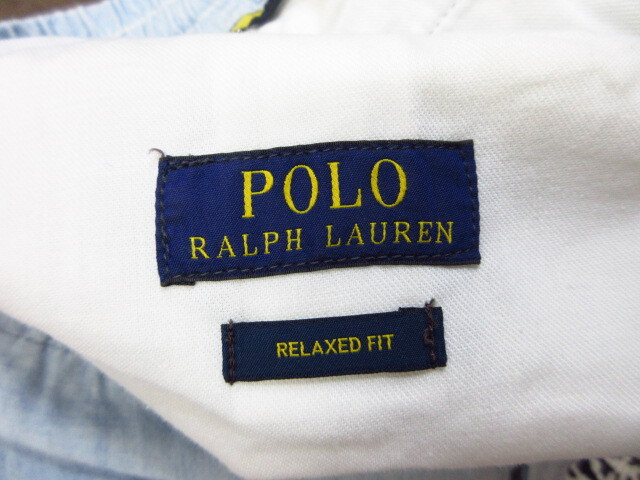 POLO
RALPH LAUREN
RELAXED FIT